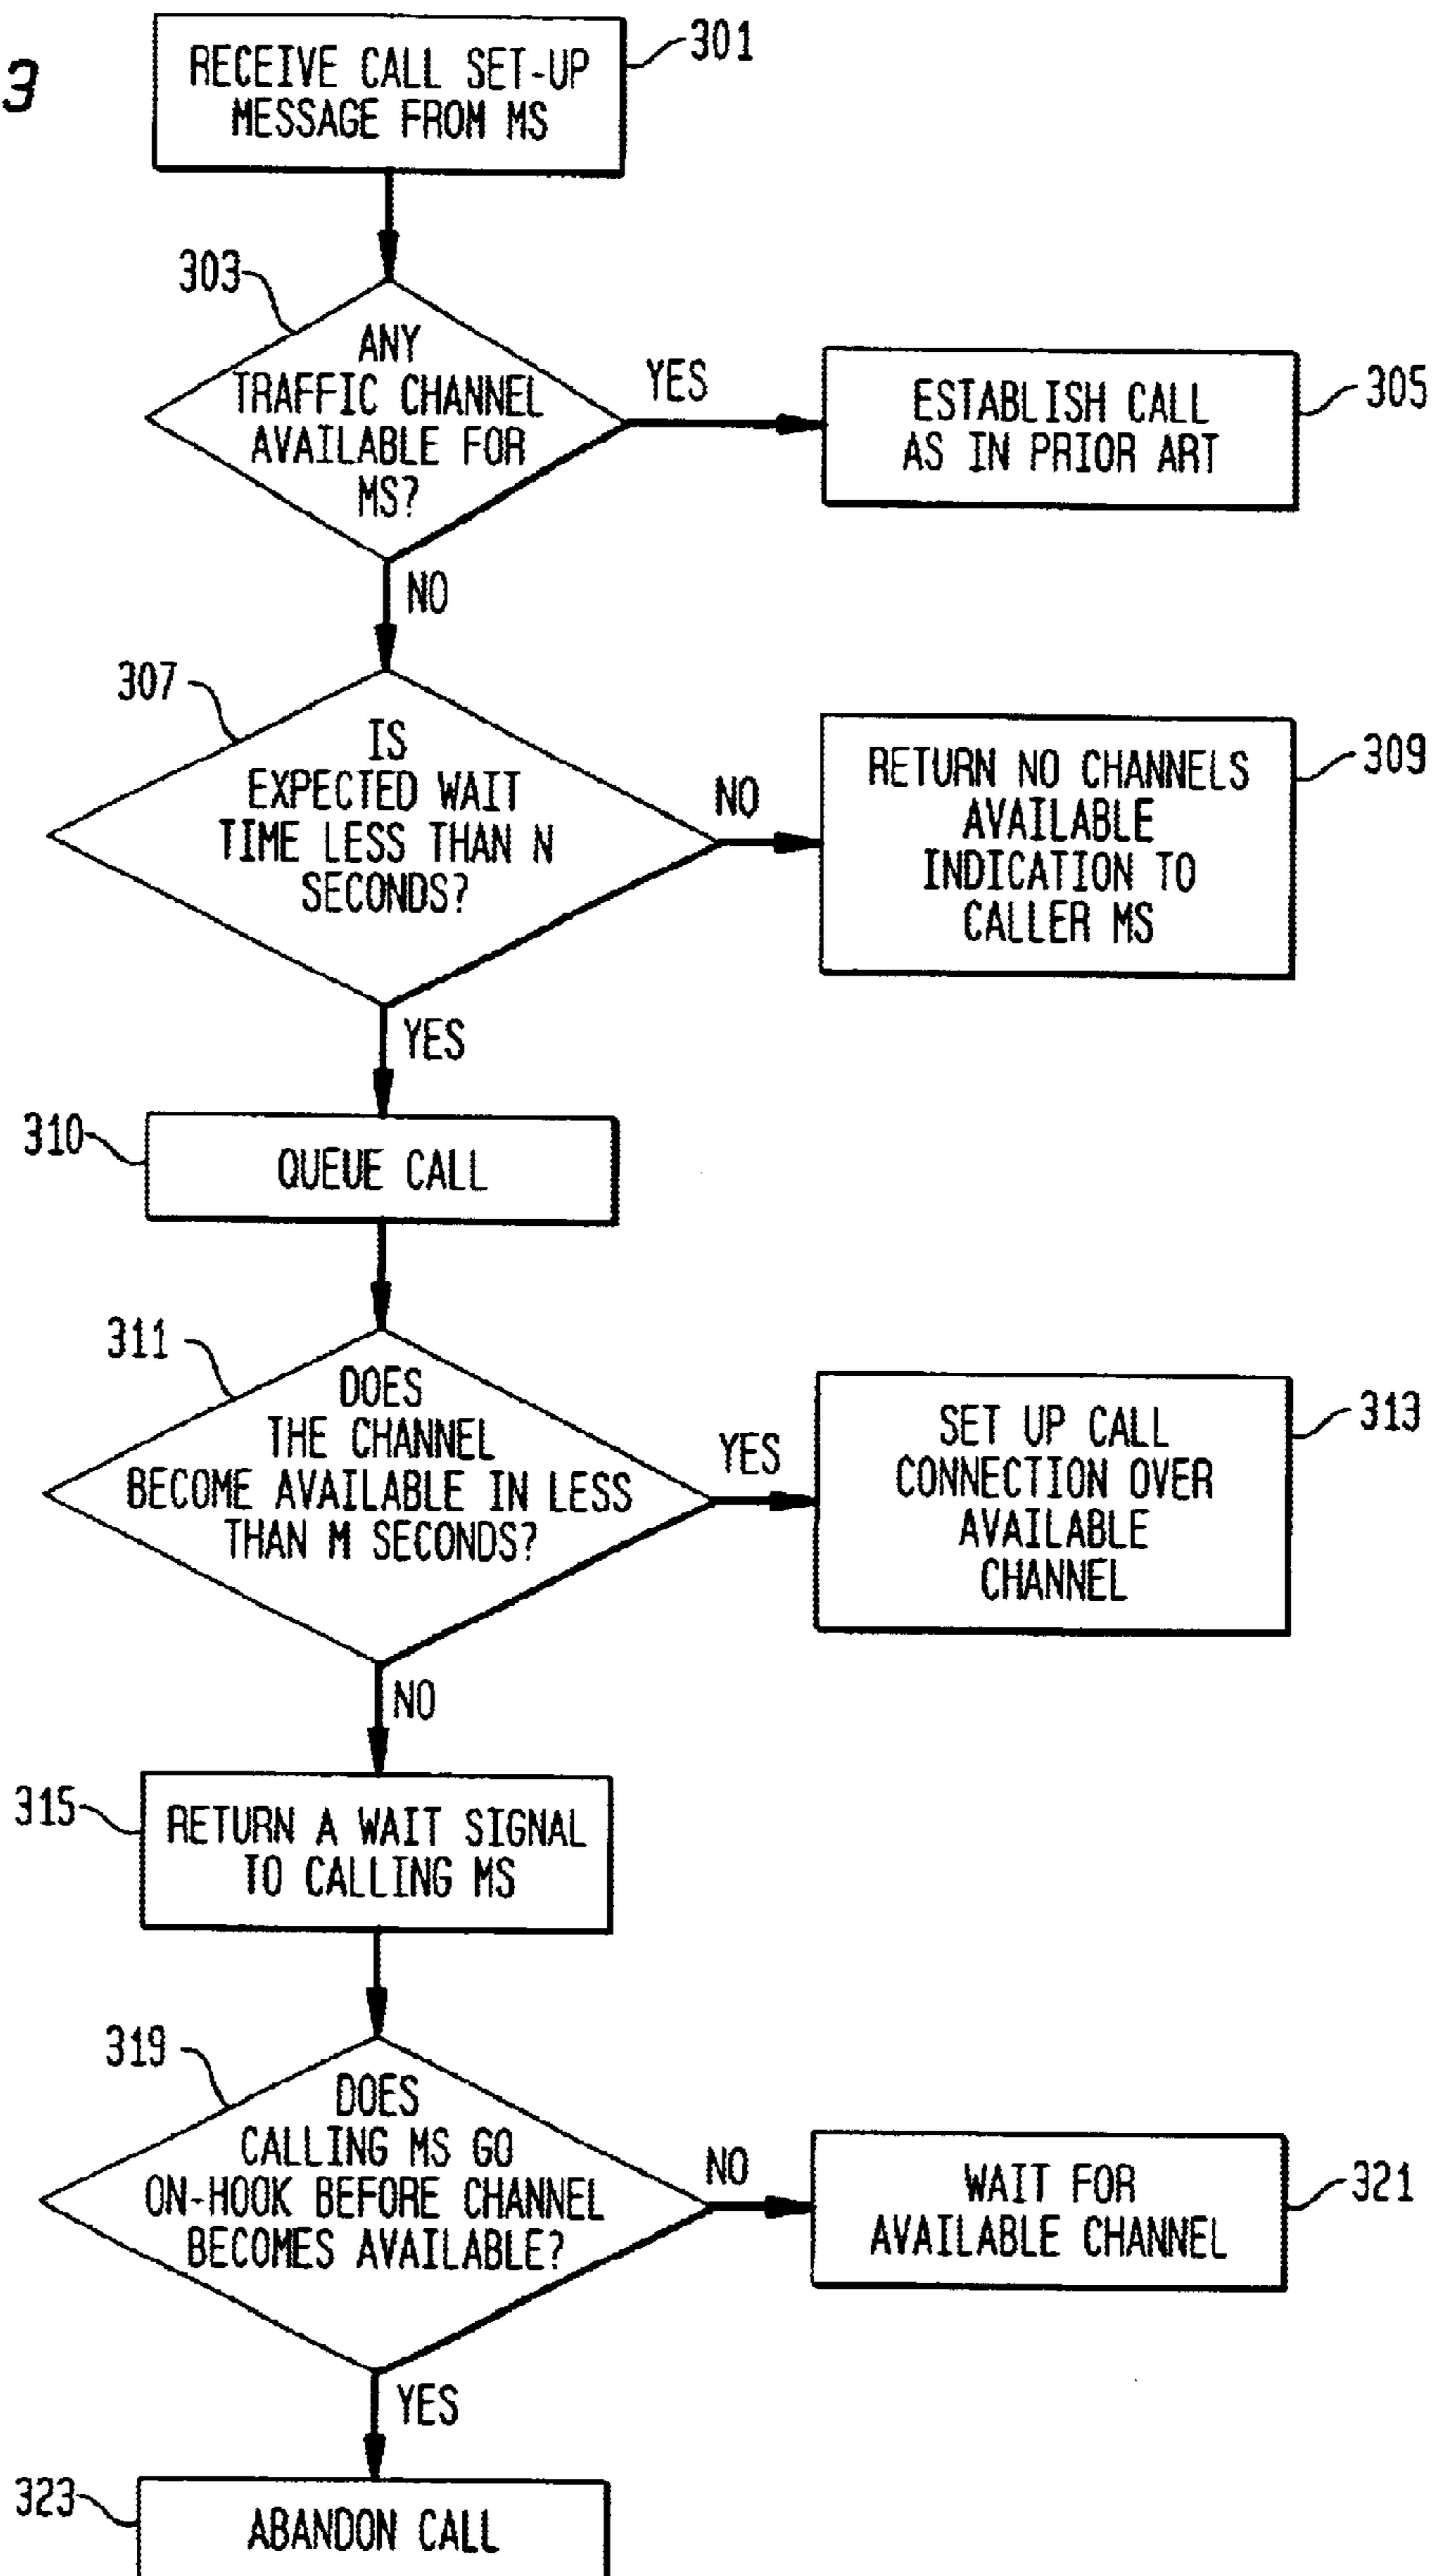 3
RECEIVE CALL SET-UP
MESSAGE FROM MS
301
303
ANY
TRAFFIC CHANNEL
AVAILABLE FOR
MS?
YES
ESTABLISH CALL
AS IN PRIOR ART
305
NO
307
IS
EXPECTED WAIT
TIME LESS THAN N
SECONDS?
NO
RETURN NO CHANNELS
AVAILABLE
INDICATION TO
CALLER MS
309
YES
310
QUEUE CALL
311
DOES
THE CHANNEL
BECOME AVAILABLE IN LESS
THAN M SECONDS?
YES
SET UP CALL
CONNECTION OVER
AVAILABLE
CHANNEL
313
NO
315
RETURN A WAIT SIGNAL
TO CALLING MS
319
DOES
CALLING MS GO
ON-HOOK BEFORE CHANNEL
BECOMES AVAILABLE?
NO
WAIT FOR
AVAILABLE CHANNEL
321
YES
323
ABANDON CALL